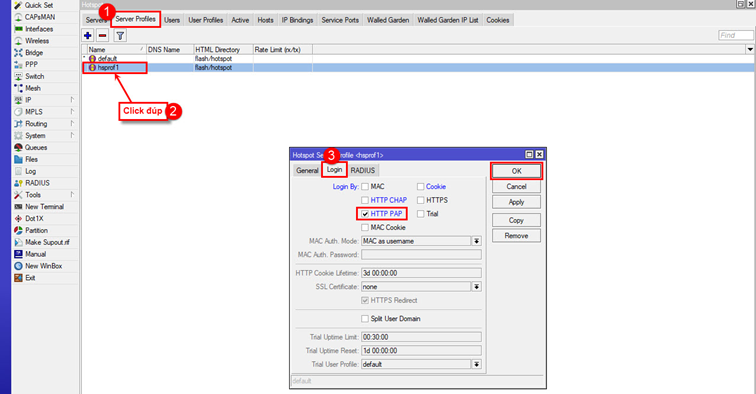 Quick Set
CAPsMAN
Interfaces
Wireless
Bridge
PPP
Switch
Mesh
IP
MPLS
Routing
System
Queues
Files
Log
RADIUS
Tools
New Terminal
Dot1X
Partition
Make Supout.rif
Manual
New WinBox
Exit
Hotspot
1
Servers Server Profiles Users User Profiles Active Hosts IP Bindings Service Ports Walled Garden Walled Garden IP List Cookies
Find
Name / DNS Name HTML Directory Rate Limit (rx/tx)
* default flash/hotspot
hsprof1 flash/hotspot
Click đúp 2
3
Hotspot Server Profile <hsprof1>
General Login RADIUS
Login By: MAC Cookie
HTTP CHAP HTTPS
HTTP PAP Trial
MAC Cookie
MAC Auth. Mode: MAC as username
MAC Auth. Password:
HTTP Cookie Lifetime: 3d 00:00:00
SSL Certificate: none
HTTPS Redirect
Split User Domain
Trial Uptime Limit: 00:30:00
Trial Uptime Reset: 1d 00:00:00
Trial User Profile: default
default
OK
Cancel
Apply
Copy
Remove